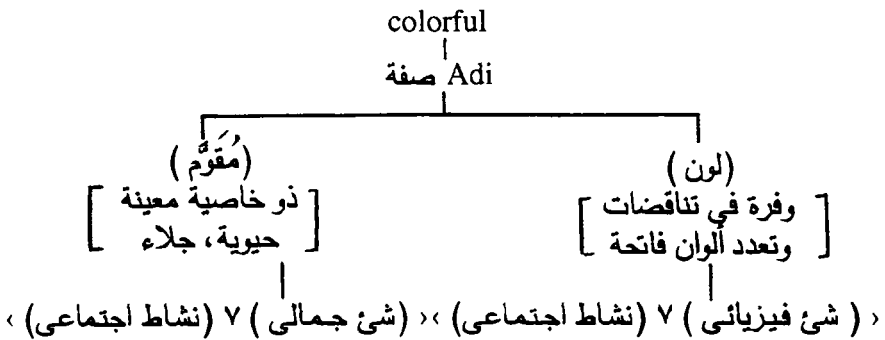 colorful
صفة Adi
(لون) (مُقَوَّم)
[ وفرة في تناقضات [ ذو خاصية معينة
وتعدد ألوان فاتحة ] حيوية، جلاء ]
‹ ( شئ فيزيائى ) ٧ (نشاط اجتماعى) ›‹ (شئ جمالى ) ٧ (نشاط اجتماعى) ›